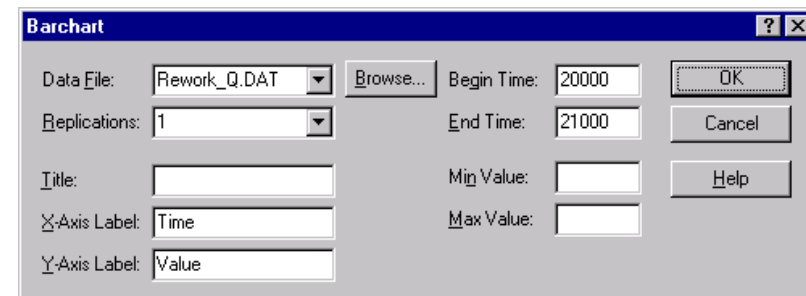 Barchart
Data File: Rework_Q.DAT Browse... Begin Time: 20000 OK
Replications: 1 End Time: 21000 Cancel
Title: Min Value: Help
X-Axis Label: Time Max Value:
Y-Axis Label: Value